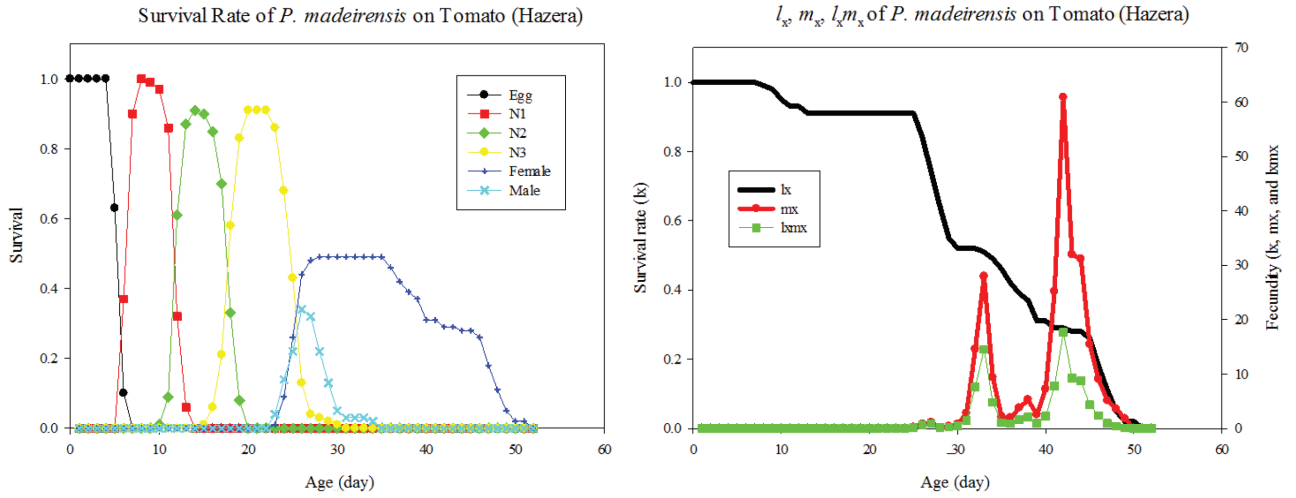 Survival Rate of P. madeirensis on Tomato (Hazera)
1.0
0.8
0.6
0.4
0.2
0.0
Survival
Egg
N1
N2
N3
Female
Male
0 10 20 30 40 50 60
Age (day)
lx, mx, lxmx of P. madeirensis on Tomato (Hazera)
1.0
0.8
0.6
0.4
0.2
0.0
Survival rate (lx)
lx
mx
lxmx
70
60
50
40
30
20
10
0
Fecundity (lx, mx, and lxmx
0 10 20 30 40 50 60
Age (day)